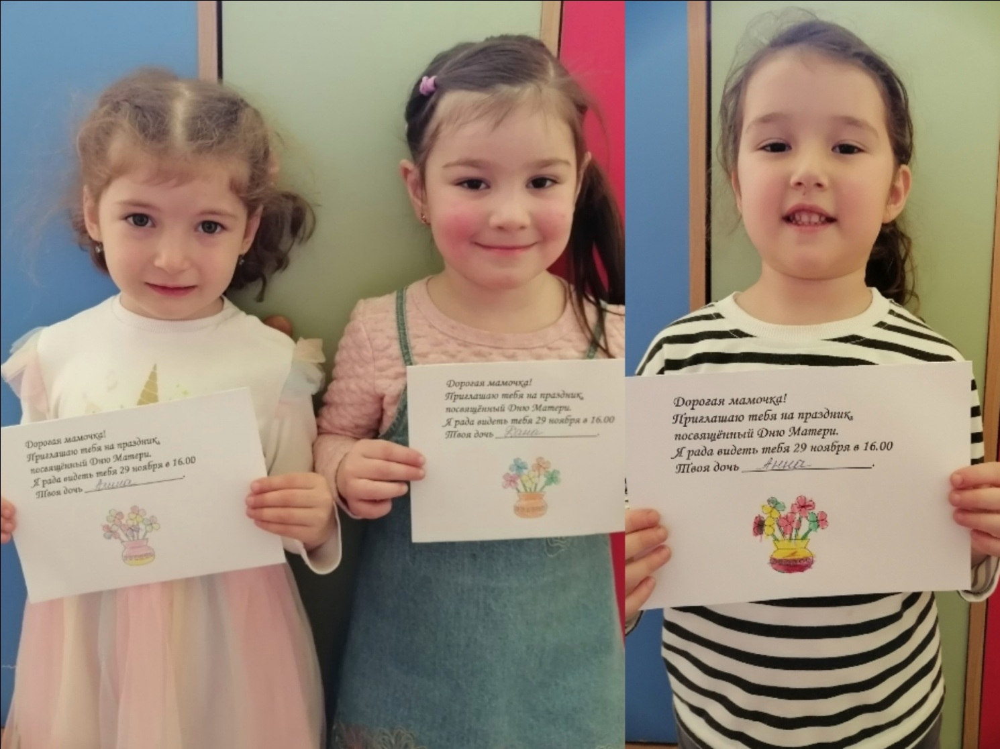 Дорогая мамочка!
Приглашаю тебя на праздник,
посвящённый Дню Матери.
Я рада видеть тебя 29 ноября в 16.00
Твоя дочь
Дорогая мамочка!
Приглашаю тебя на праздник,
посвящённый Дню Матери.
Я рада видеть тебя 29 ноября в 16.00
Твоя дочь Дана.
Дорогая мамочка!
Приглашаю тебя на праздник,
посвящённый Дню Матери.
Я рада видеть тебя 29 ноября в 16.00
Твоя дочь Анна.